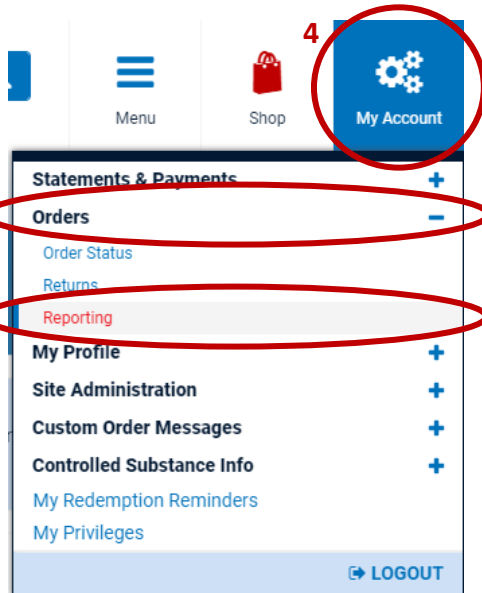 4
Menu
Shop
My Account
Statements & Payments
Orders
Order Status
Returns
Reporting
My Profile
Site Administration
Custom Order Messages
Controlled Substance Info
My Redemption Reminders
My Privileges
LOGOUT